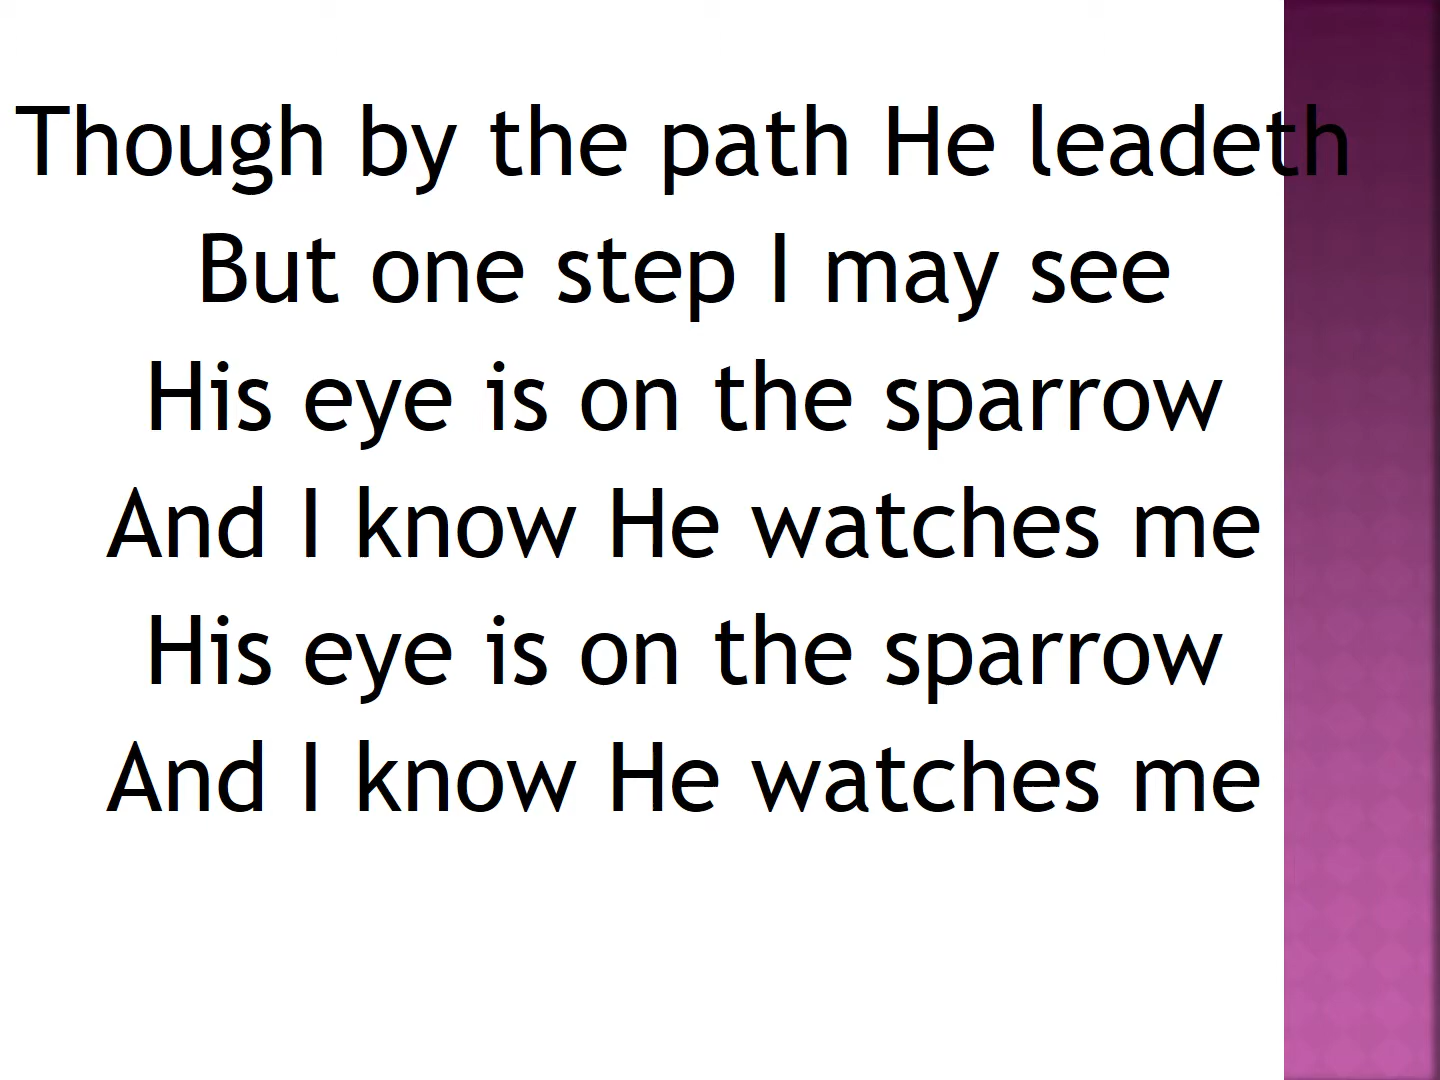 Though by the path He leadeth
But one step I may see
His eye is on the sparrow
And I know He watches me
His eye is on the sparrow
And I know He watches me